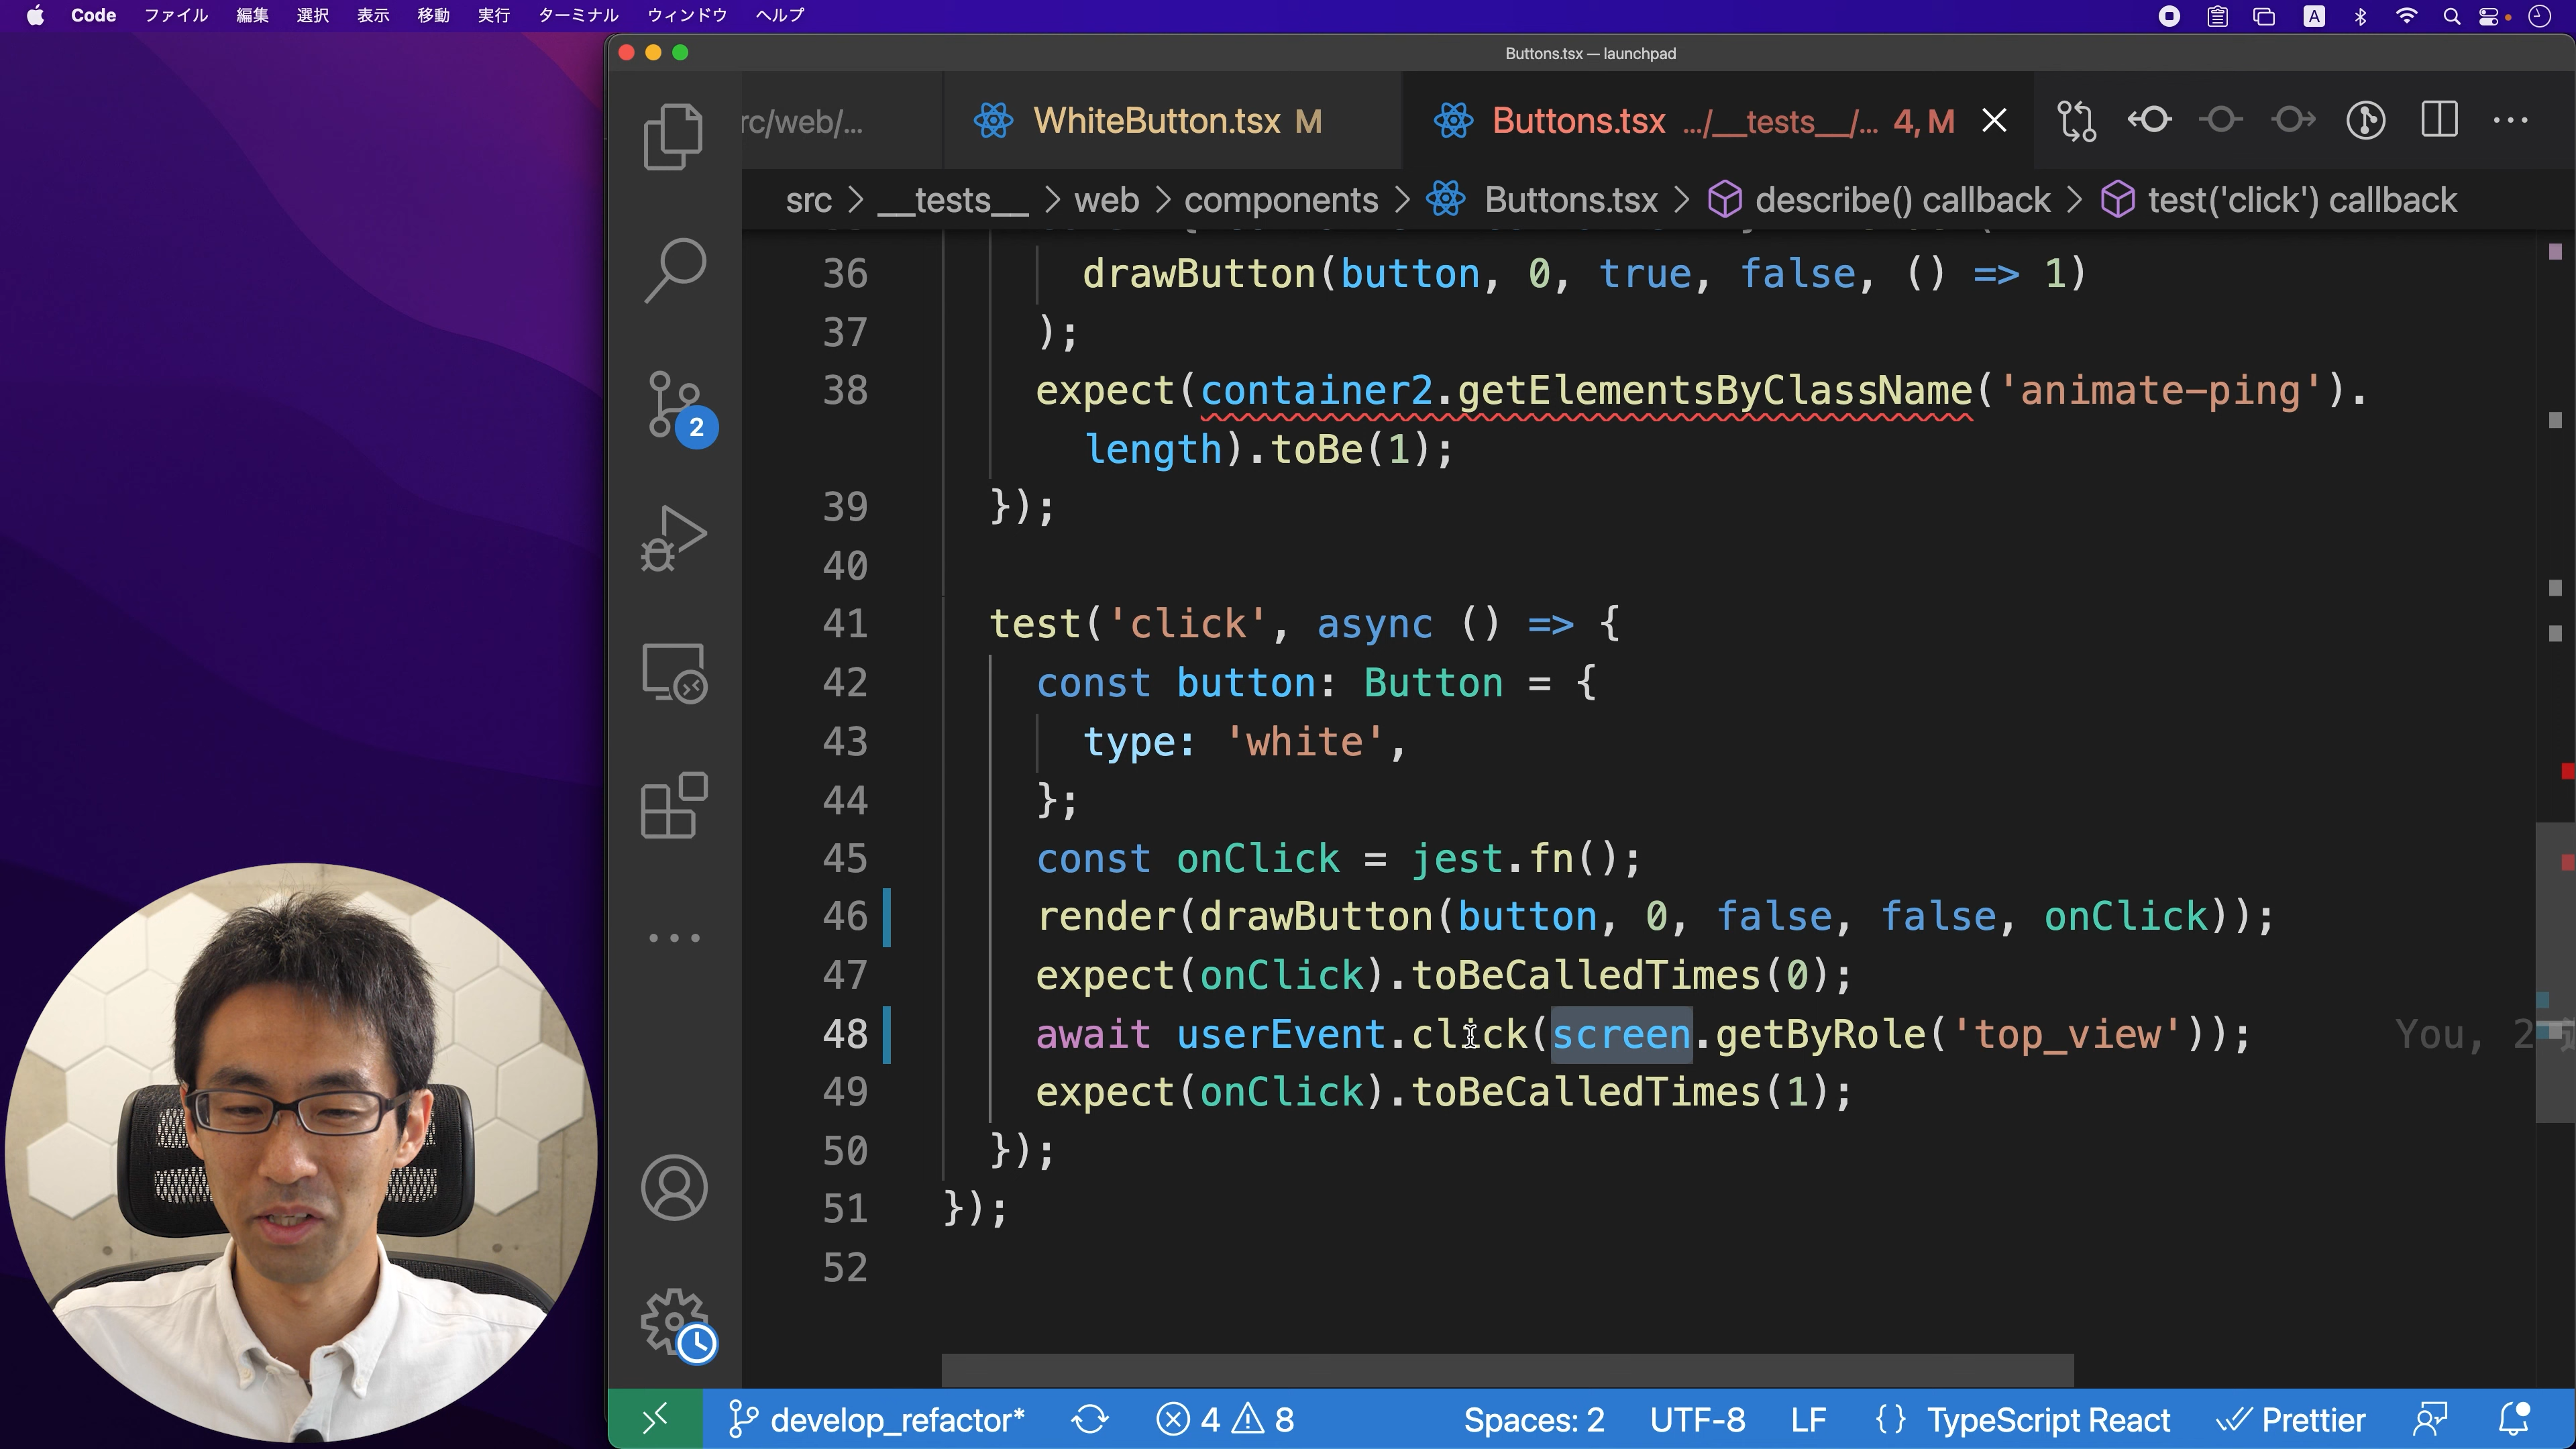 Code ファイル 編集 選択 表示 移動 実行 ターミナル ウィンドウ ヘルプ
A
Buttons.tsx — launchpad
rc/web/...
WhiteButton.tsx M
Buttons.tsx .../__tests__/... 4, M
src > __tests__ > web > components > Buttons.tsx > describe() callback > test('click') callback
36 drawButton(button, 0, true, false, () => 1)
37 );
38 expect(container2.getElementsByClassName('animate-ping').
length).toBe(1);
39 });
40
41 test('click', async () => {
42 const button: Button = {
43 type: 'white',
44 };
45 const onClick = jest.fn();
46 render(drawButton(button, 0, false, false, onClick));
47 expect(onClick).toBeCalledTimes(0);
48 await userEvent.click(screen.getByRole('top_view')); You, 2
49 expect(onClick).toBeCalledTimes(1);
50 });
51 });
52
2
develop_refactor* 4 8 Spaces: 2 UTF-8 LF {} TypeScript React Prettier